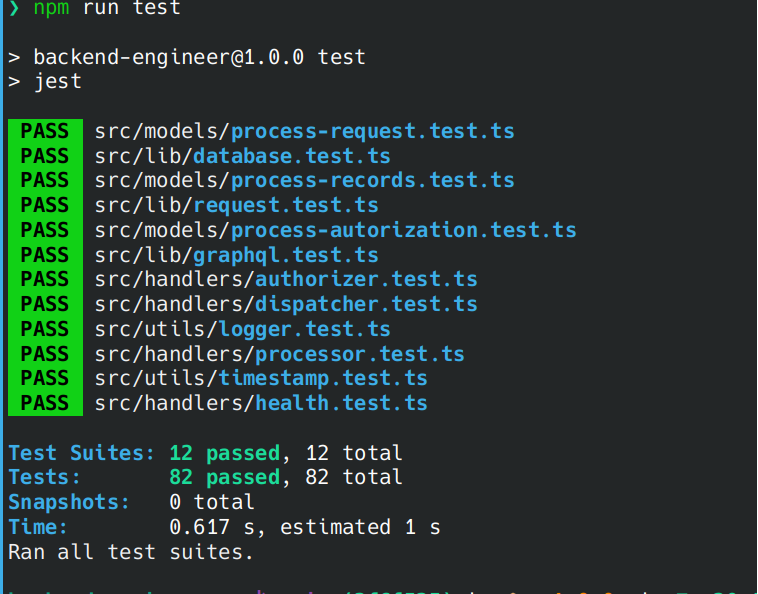 ❯ npm run test
> backend-engineer@1.0.0 test
> jest
PASS src/models/process-request.test.ts
PASS src/lib/database.test.ts
PASS src/models/process-records.test.ts
PASS src/lib/request.test.ts
PASS src/models/process-autorization.test.ts
PASS src/lib/graphql.test.ts
PASS src/handlers/authorizer.test.ts
PASS src/handlers/dispatcher.test.ts
PASS src/utils/logger.test.ts
PASS src/handlers/processor.test.ts
PASS src/utils/timestamp.test.ts
PASS src/handlers/health.test.ts
Test Suites: 12 passed, 12 total
Tests: 82 passed, 82 total
Snapshots: 0 total
Time: 0.617 s, estimated 1 s
Ran all test suites.